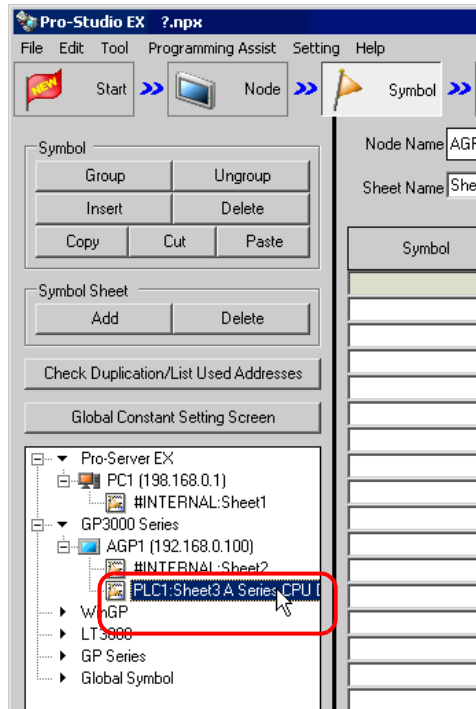 Pro-Studio EX ?.npx
File Edit Tool Programming Assist Setting Help
NEW Start Node Symbol
Symbol
Group Ungroup
Insert Delete
Copy Cut Paste
Symbol Sheet
Add Delete
Check Duplication/List Used Addresses
Global Constant Setting Screen
Pro-Server EX
PC1 (198.168.0.1)
#INTERNAL:Sheet1
GP3000 Series
AGP1 (192.168.0.100)
#INTERNAL:Sheet2
PLC1:Sheet3 A Series CPU
WinGP
LT3000
GP Series
Global Symbol
Node Name AGP
Sheet Name She
Symbol